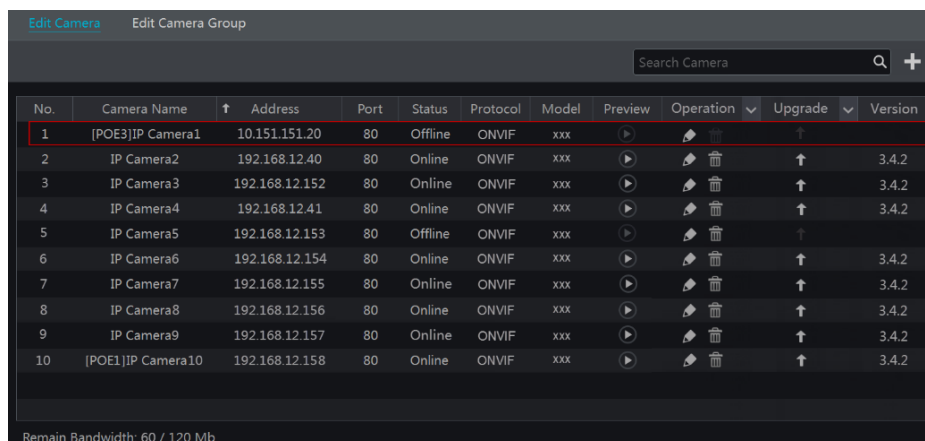 Edit Camera Edit Camera Group
Search Camera
No. Camera Name Address Port Status Protocol Model Preview Operation Upgrade Version
1 [POE3]IP Camera1 10.151.151.20 80 Offline ONVIF xxx
2 IP Camera2 192.168.12.40 80 Online ONVIF xxx 3.4.2
3 IP Camera3 192.168.12.152 80 Online ONVIF xxx 3.4.2
4 IP Camera4 192.168.12.41 80 Online ONVIF xxx 3.4.2
5 IP Camera5 192.168.12.153 80 Offline ONVIF xxx
6 IP Camera6 192.168.12.154 80 Online ONVIF xxx 3.4.2
7 IP Camera7 192.168.12.155 80 Online ONVIF xxx 3.4.2
8 IP Camera8 192.168.12.156 80 Online ONVIF xxx 3.4.2
9 IP Camera9 192.168.12.157 80 Online ONVIF xxx 3.4.2
10 [POE1]IP Camera10 192.168.12.158 80 Online ONVIF xxx 3.4.2
Remain Bandwidth: 60 / 120 Mb